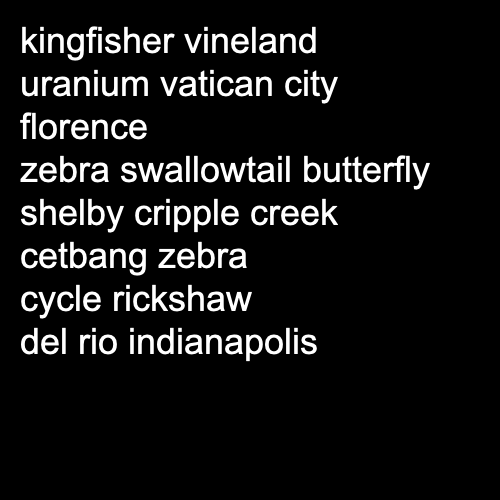 kingfisher vineland
uranium vatican city
florence
zebra swallowtail butterfly
shelby cripple creek
cetbang zebra
cycle rickshaw
del rio indianapolis